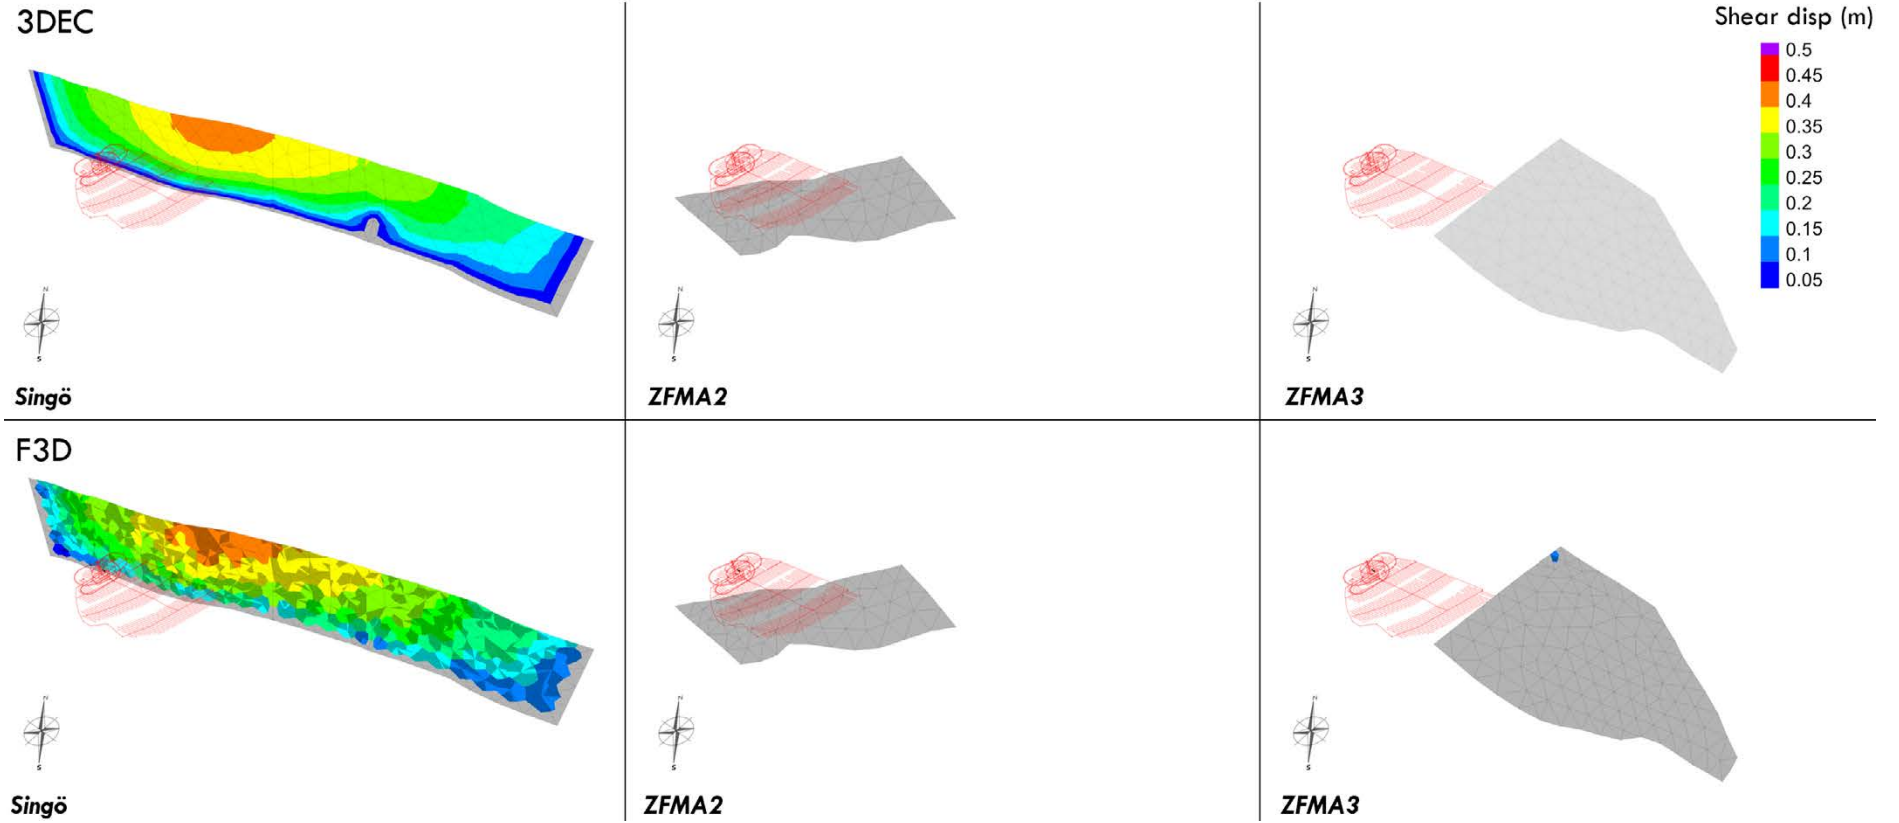 3DEC
Shear disp (m)
0.5
0.45
0.4
0.35
0.3
0.25
0.2
0.15
0.1
0.05
N
S
N
S
N
S
Singö
ZFMA2
ZFMA3
F3D
N
S
N
S
N
S
Singö
ZFMA2
ZFMA3